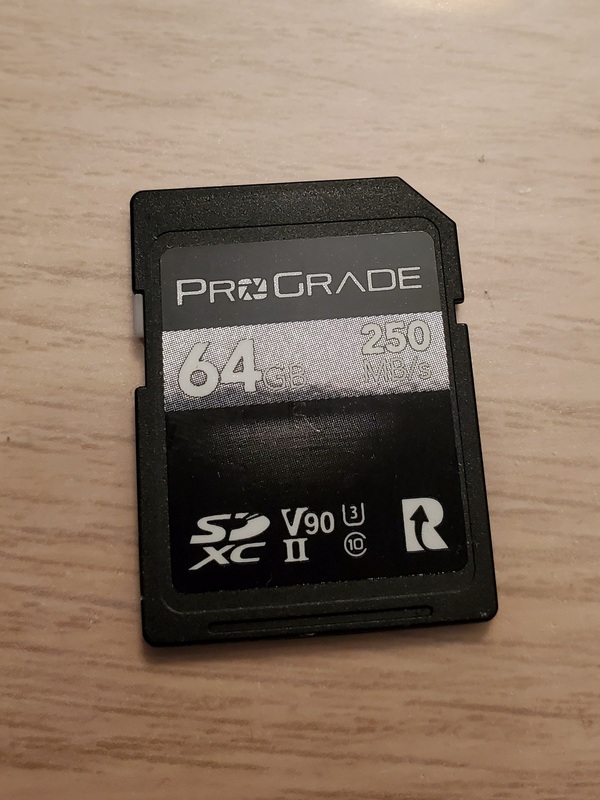 PROGRADE
64GB 250 MB/s
SD XC V90 II 3 10 R